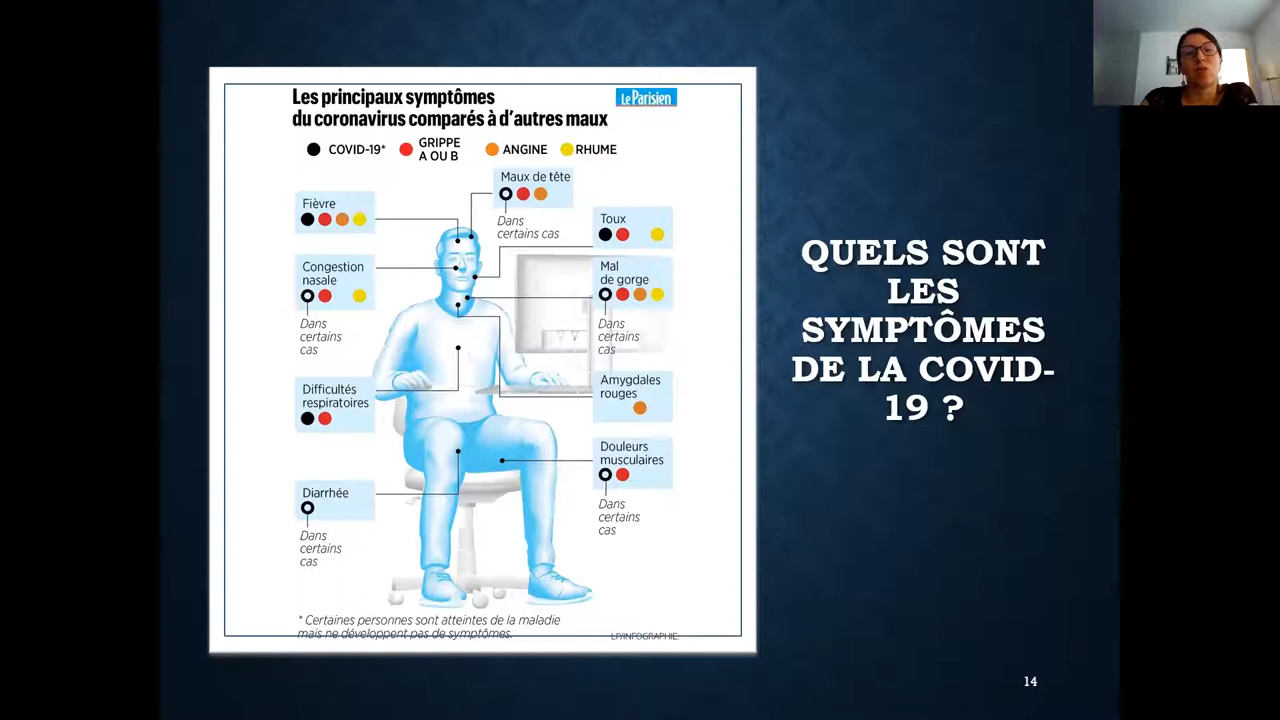 Les principaux symptômes
du coronavirus comparés à d'autres maux
Le Parisien
COVID-19*
GRIPPE
A OU B
ANGINE
RHUME
Maux de tête
Dans
certains cas
Fièvre
Toux
Congestion
nasale
Dans
certains
cas
Mal
de gorge
Dans
certains
cas
Difficultés
respiratoires
Amygdales
rouges
Douleurs
musculaires
Dans
certains
cas
Diarrhée
Dans
certains
cas
* Certaines personnes sont atteintes de la maladie
mais ne développent pas de symptômes.
LP/INFOGRAPHIE.
QUELS SONT
LES
SYMPTÔMES
DE LA COVID-
19 ?
14